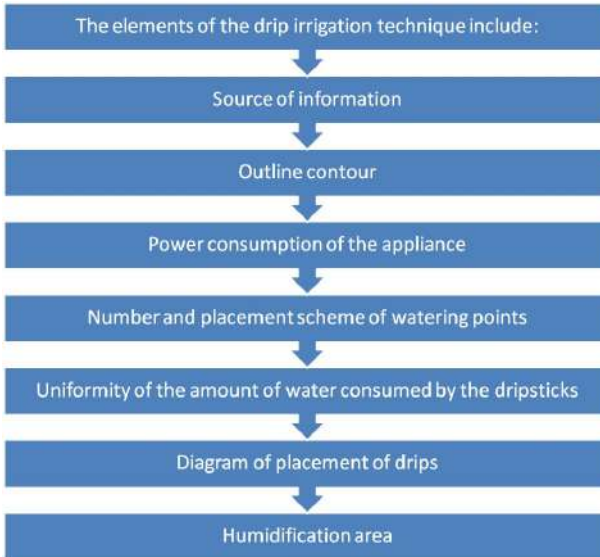 The elements of the drip irrigation technique include:
Source of information
Outline contour
Power consumption of the appliance
Number and placement scheme of watering points
Uniformity of the amount of water consumed by the dripsticks
Diagram of placement of drips
Humidification area